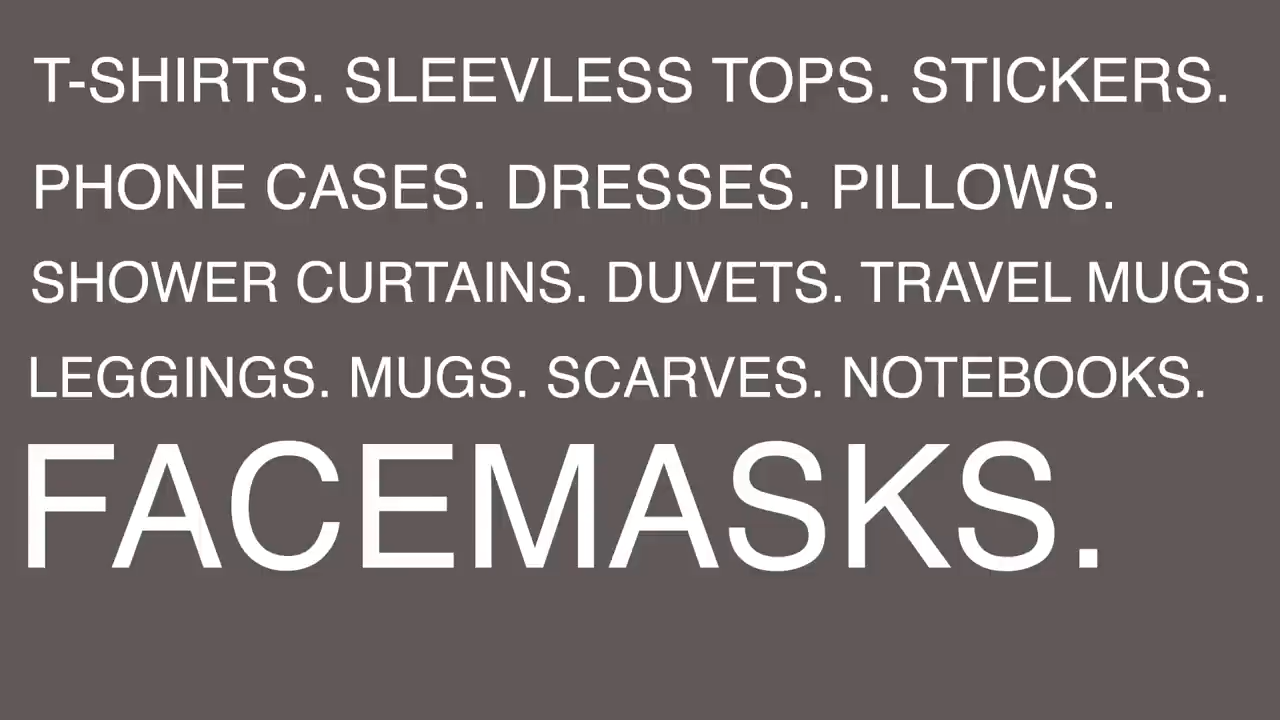 T-SHIRTS. SLEEVLESS TOPS. STICKERS.
PHONE CASES. DRESSES. PILLOWS.
SHOWER CURTAINS. DUVETS. TRAVEL MUGS.
LEGGINGS. MUGS. SCARVES. NOTEBOOKS.
FACEMASKS.